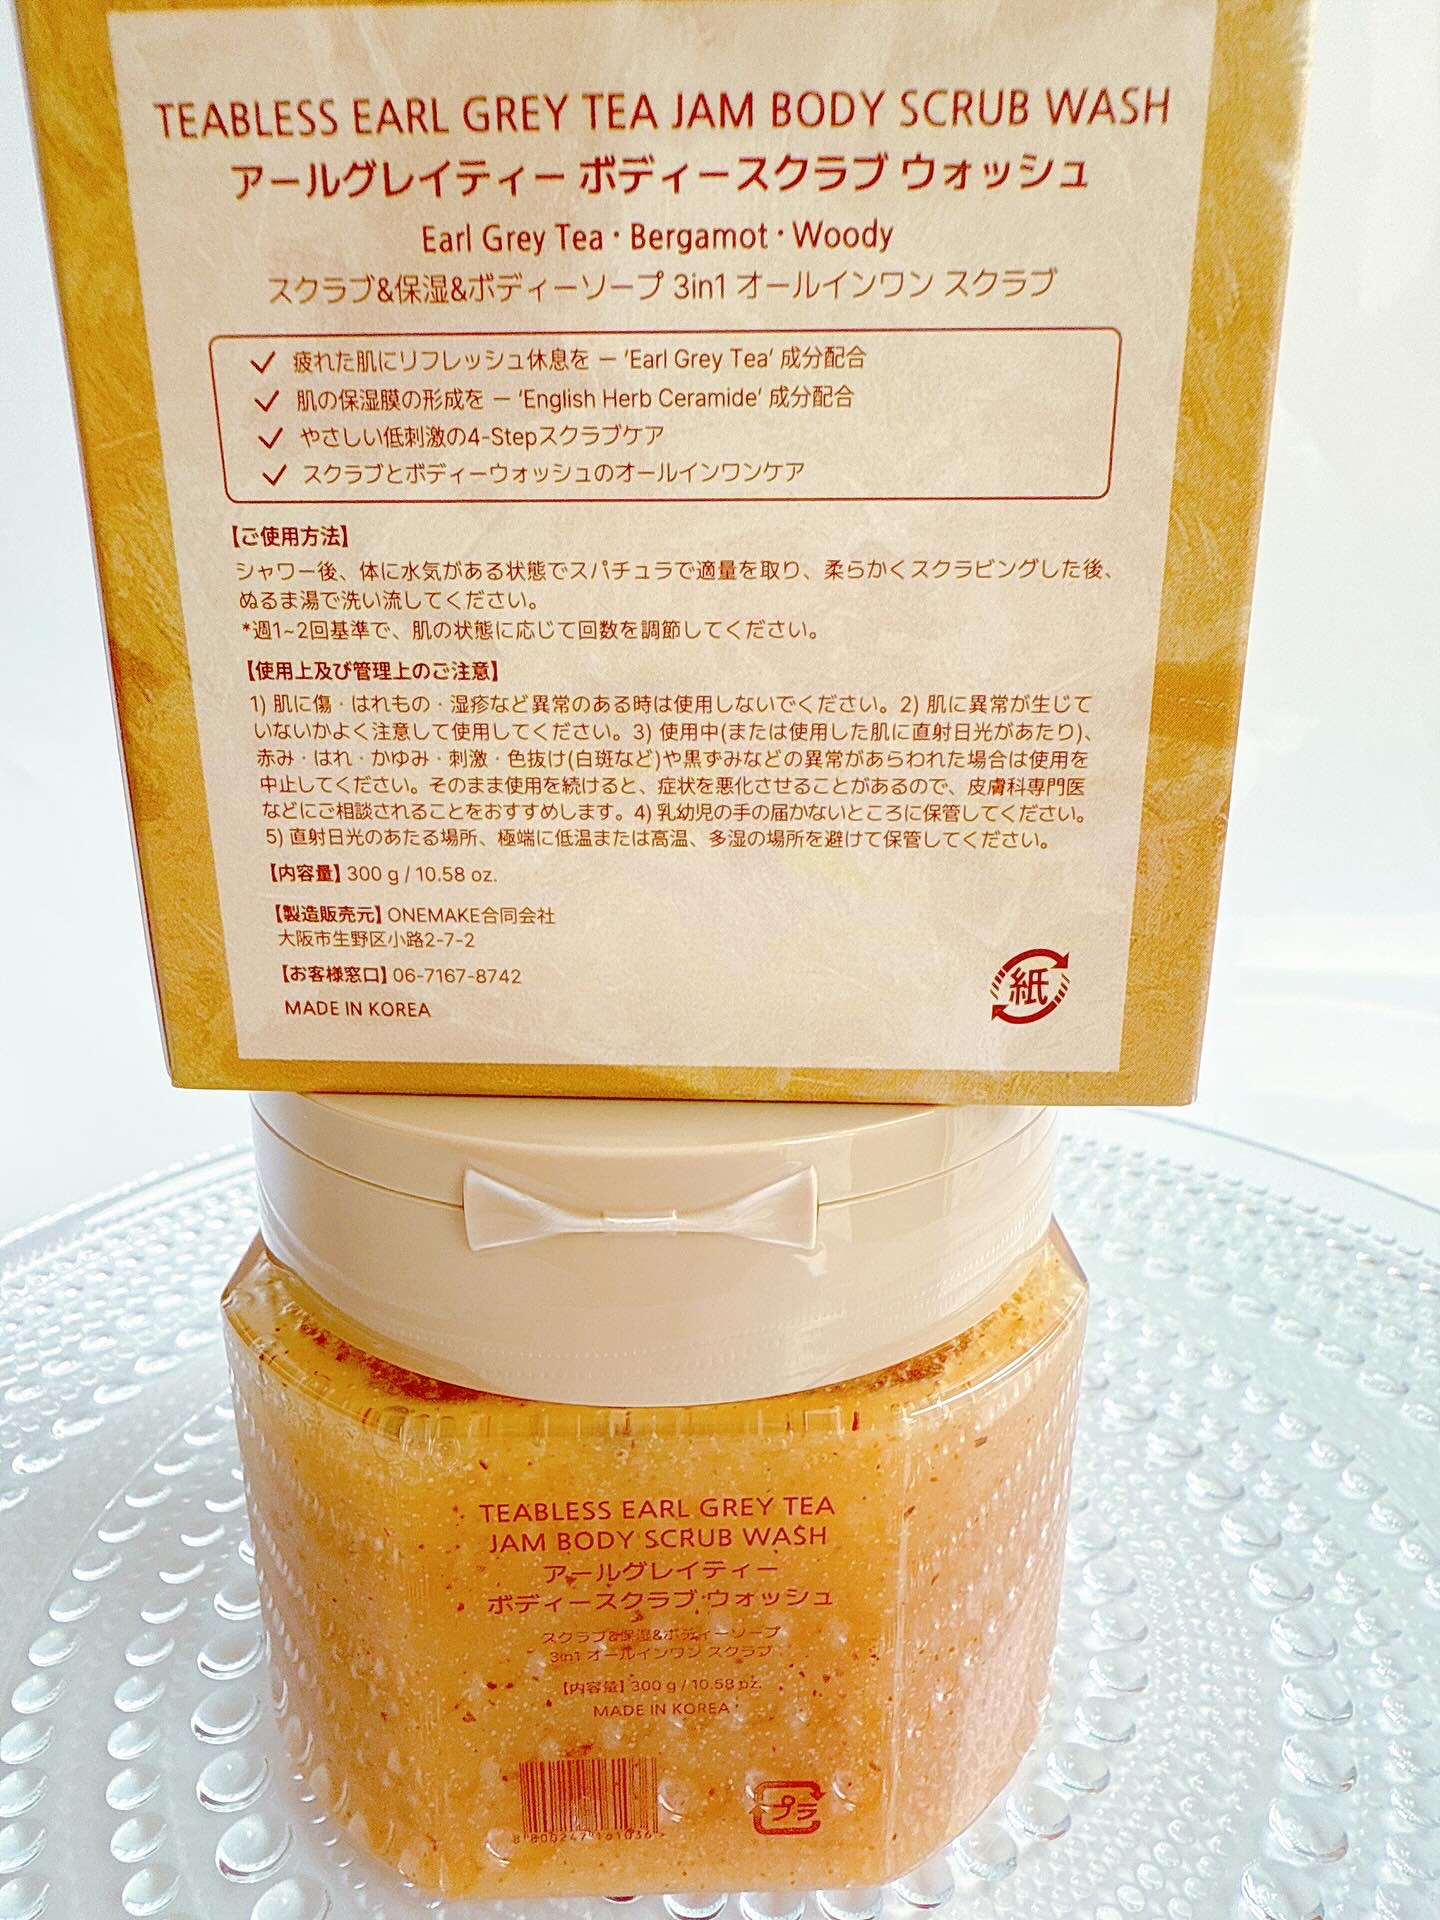 TEABLESS EARL GREY TEA JAM BODY SCRUB WASH
アールグレイティー ボディースクラブ ウォッシュ
Earl Grey Tea · Bergamot · Woody
スクラブ&保湿&ボディーソープ 3in1 オールインワン スクラブ
✓ 疲れた肌にリフレッシュ休息を – 'Earl Grey Tea' 成分配合
✓ 肌の保湿膜の形成を – 'English Herb Ceramide' 成分配合
✓ やさしい低刺激の4-Stepスクラブケア
✓ スクラブとボディーウォッシュのオールインワンケア
【ご使用方法】
シャワー後、体に水気がある状態でスパチュラで適量を取り、柔らかくスクラビングした後、
ぬるま湯で洗い流してください。
*週1~2回基準で、肌の状態に応じて回数を調節してください。
【使用上及び管理上のご注意】
1) 肌に傷・はれもの・湿疹など異常のある時は使用しないでください。2) 肌に異常が生じて
いないかよく注意して使用してください。3) 使用中(または使用した肌に直射日光があたり)、
赤み・はれ・かゆみ・刺激・色抜け(白斑など)や黒ずみなどの異常があらわれた場合は使用を
中止してください。そのまま使用を続けると、症状を悪化させることがあるので、皮膚科専門医
などにご相談されることをおすすめします。4) 乳幼児の手の届かないところに保管してください。
5) 直射日光のあたる場所、極端に低温または高温、多湿の場所を避けて保管してください。
【内容量】300 g / 10.58 oz.
【製造販売元】ONEMAKE合同会社
大阪市生野区小路2-7-2
【お客様窓口】06-7167-8742
MADE IN KOREA
紙
TEABLESS EARL GREY TEA
JAM BODY SCRUB WASH
アールグレイティー
ボディースクラブ ウォッシュ
スクラブ&保湿&ボディーソープ
3in1 オールインワン スクラブ
【内容量】300 g / 10.58 oz.
MADE IN KOREA
8 800247 161036 >
プラ